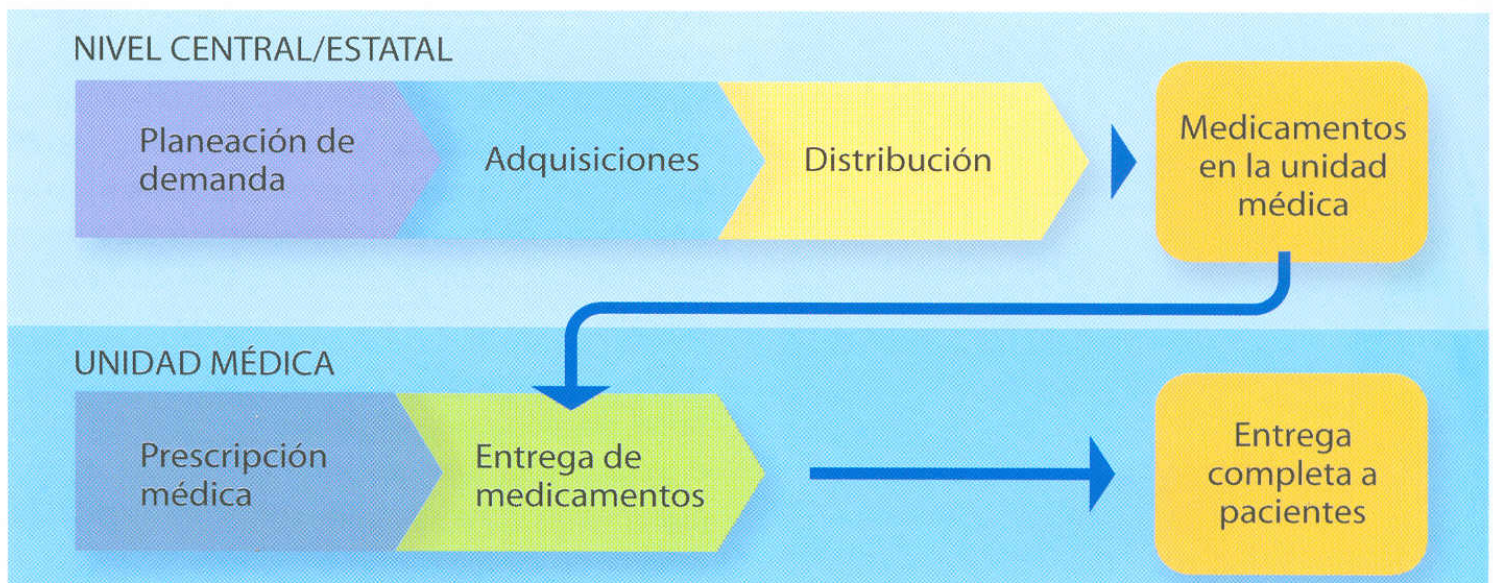 NIVEL CENTRAL/ESTATAL
Planeación de
demanda
Adquisiciones
Distribución
Medicamentos
en la unidad
médica
UNIDAD MÉDICA
Prescripción
médica
Entrega de
medicamentos
Entrega
completa a
pacientes